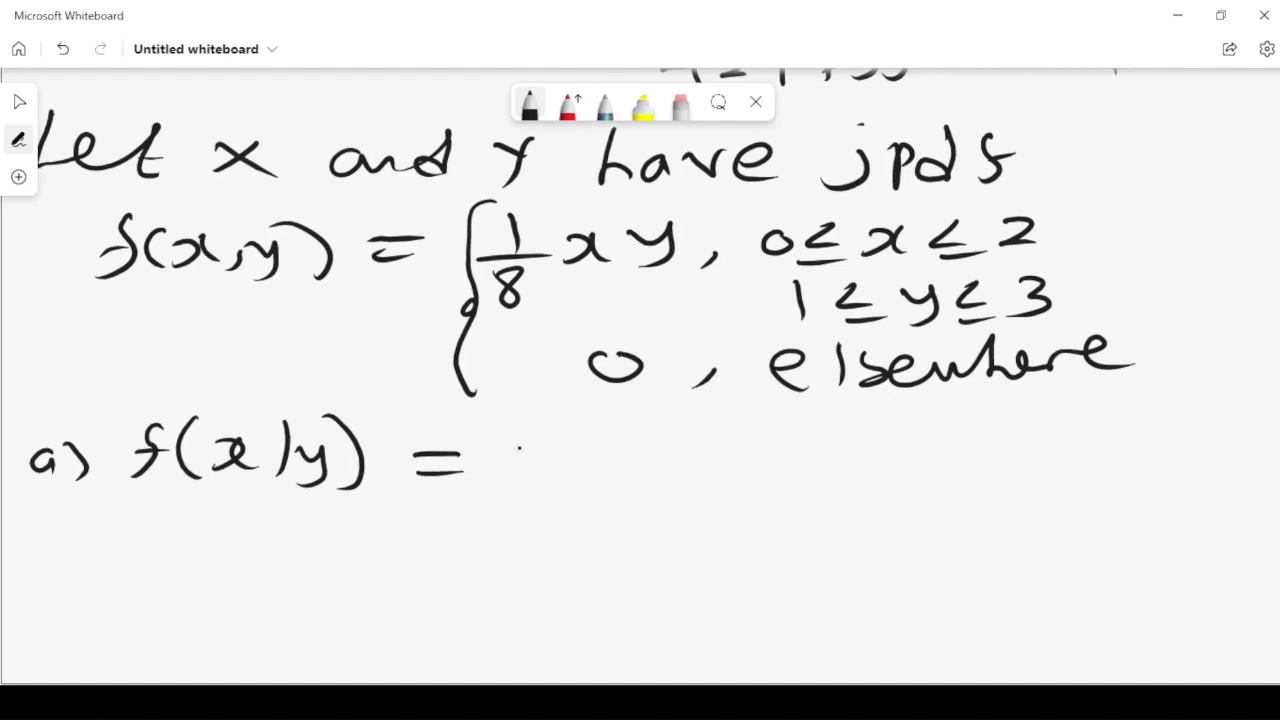 Microsoft Whiteboard
Untitled whiteboard
Let x and y have jpdf
f(x,y) = { 1/8 xy, 0 ≤ x ≤ 2
1 ≤ y ≤ 3
0, elsewhere
a) f(x|y) =